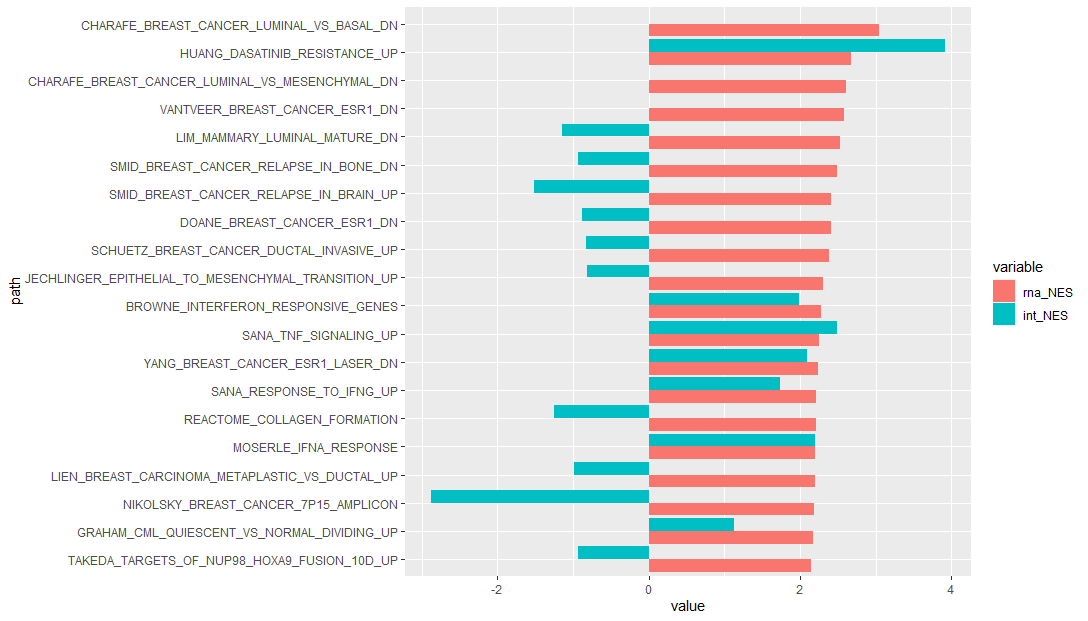 CHARAFE_BREAST_CANCER_LUMINAL_VS_BASAL_DN
HUANG_DASATINIB_RESISTANCE_UP
CHARAFE_BREAST_CANCER_LUMINAL_VS_MESENCHYMAL_DN
VANTVEER_BREAST_CANCER_ESR1_DN
LIM_MAMMARY_LUMINAL_MATURE_DN
SMID_BREAST_CANCER_RELAPSE_IN_BONE_DN
SMID_BREAST_CANCER_RELAPSE_IN_BRAIN_UP
DOANE_BREAST_CANCER_ESR1_DN
SCHUETZ_BREAST_CANCER_DUCTAL_INVASIVE_UP
JECHLINGER_EPITHELIAL_TO_MESENCHYMAL_TRANSITION_UP
BROWNE_INTERFERON_RESPONSIVE_GENES
SANA_TNF_SIGNALING_UP
YANG_BREAST_CANCER_ESR1_LASER_DN
SANA_RESPONSE_TO_IFNG_UP
REACTOME_COLLAGEN_FORMATION
MOSERLE_IFNA_RESPONSE
LIEN_BREAST_CARCINOMA_METAPLASTIC_VS_DUCTAL_UP
NIKOLSKY_BREAST_CANCER_7P15_AMPLICON
GRAHAM_CML_QUIESCENT_VS_NORMAL_DIVIDING_UP
TAKEDA_TARGETS_OF_NUP98_HOXA9_FUSION_10D_UP
path
-2 0 2 4
value
variable
rna_NES
int_NES